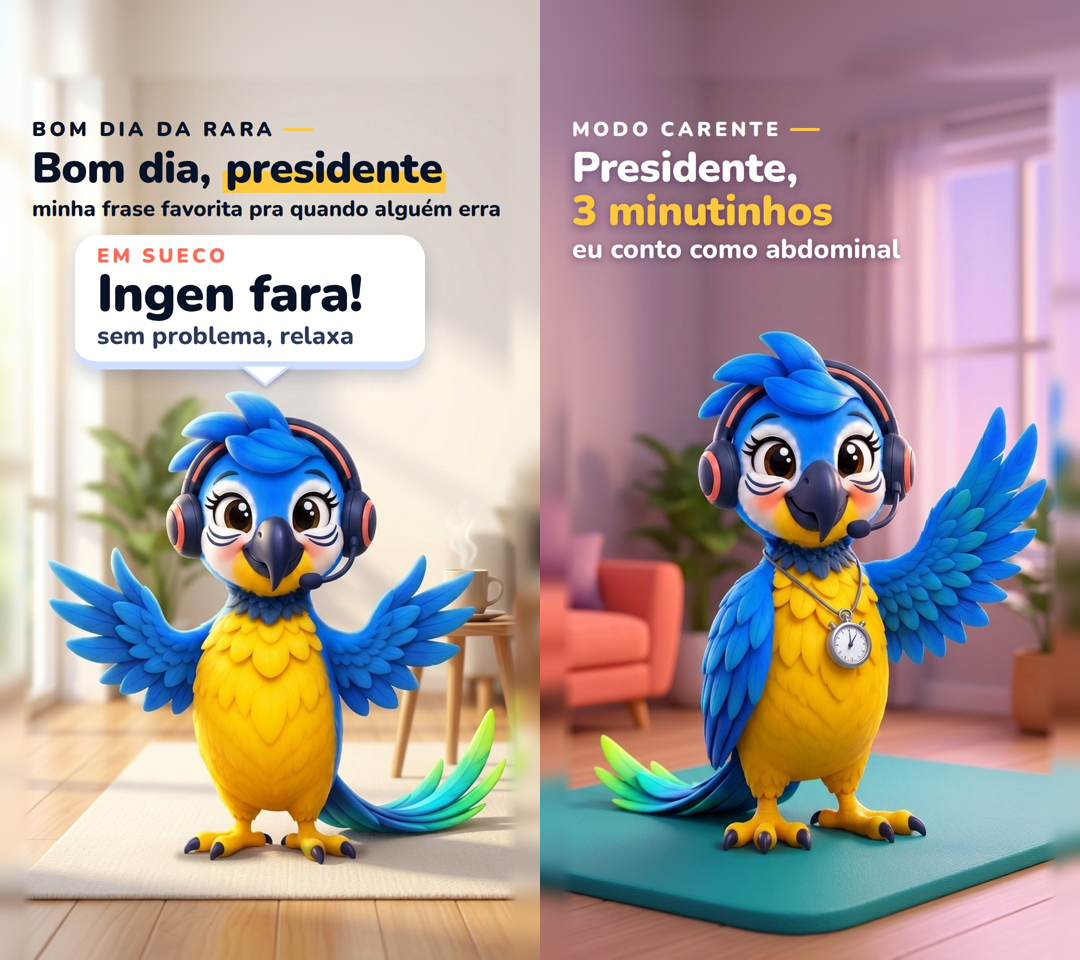 BOM DIA DA RARA
Bom dia, presidente
minha frase favorita pra quando alguém erra
EM SUECO
Ingen fara!
sem problema, relaxa
MODO CARENTE
Presidente,
3 minutinhos
eu conto como abdominal